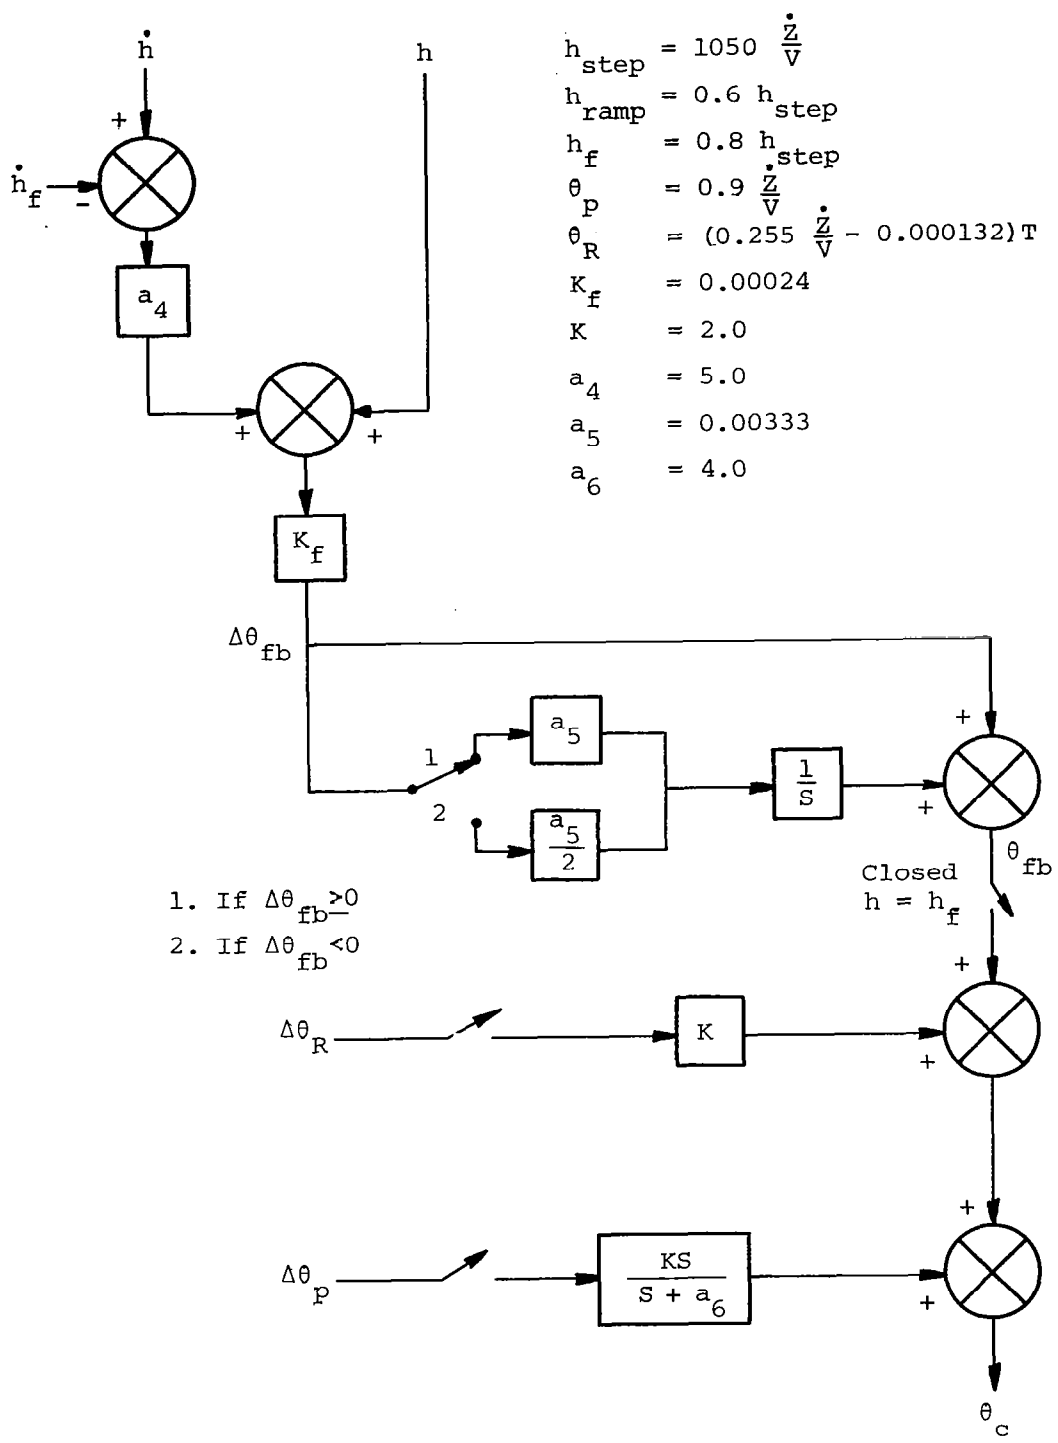 ḣ
h
h_step = 1050 Ż/V
h_ramp = 0.6 h_step
h_f = 0.8 h_step
θ_p = 0.9 Ż/V
θ_R = (0.255 Ż/V - 0.000132)T
K_f = 0.00024
K = 2.0
a_4 = 5.0
a_5 = 0.00333
a_6 = 4.0
+
ḣ_f
-
a_4
+
+
K_f
Δθ_fb
+
a_5
1
1/S
+
2
a_5/2
θ_fb
Closed
h = h_f
1. If Δθ_fb ≥0
2. If Δθ_fb <0
+
Δθ_R
K
+
+
Δθ_p
KS/(S + a_6)
+
θ_c